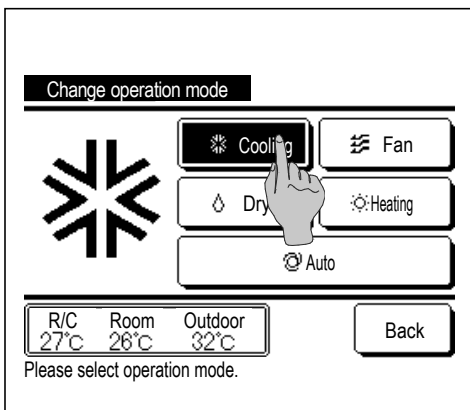 Change operation mode
Cooling
Fan
Dry
Heating
Auto
R/C Room Outdoor
27°C 26°C 32°C
Back
Please select operation mode.